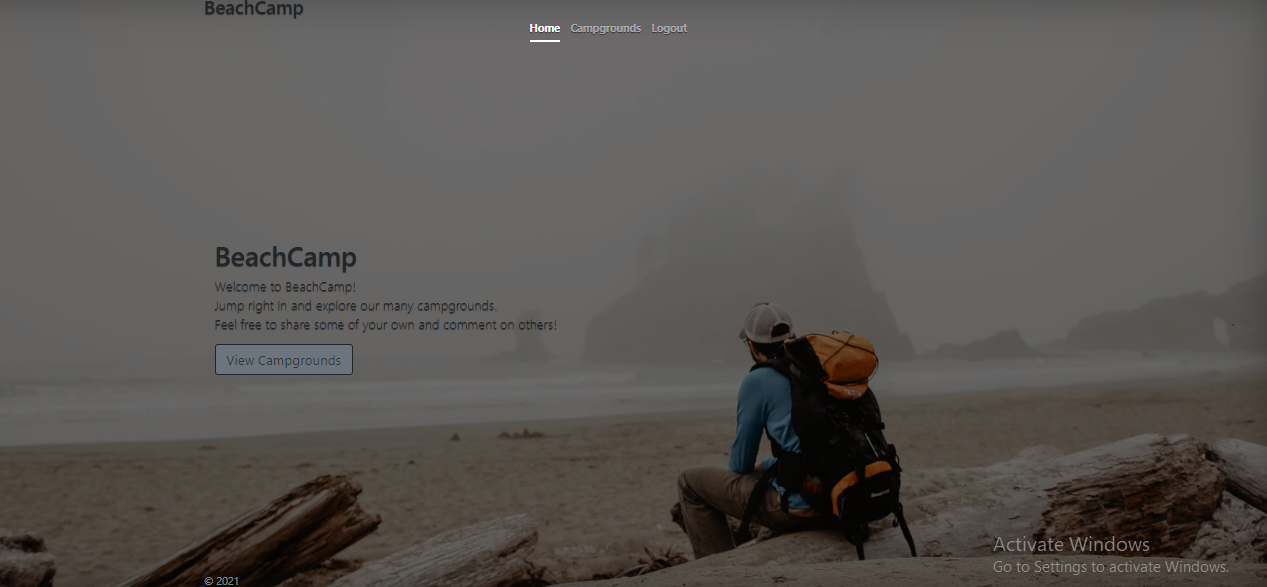 BeachCamp
Home Campgrounds Logout
BeachCamp
Welcome to BeachCamp!
Jump right in and explore our many campgrounds.
Feel free to share some of your own and comment on others!
View Campgrounds
Activate Windows
Go to Settings to activate Windows.
© 2021